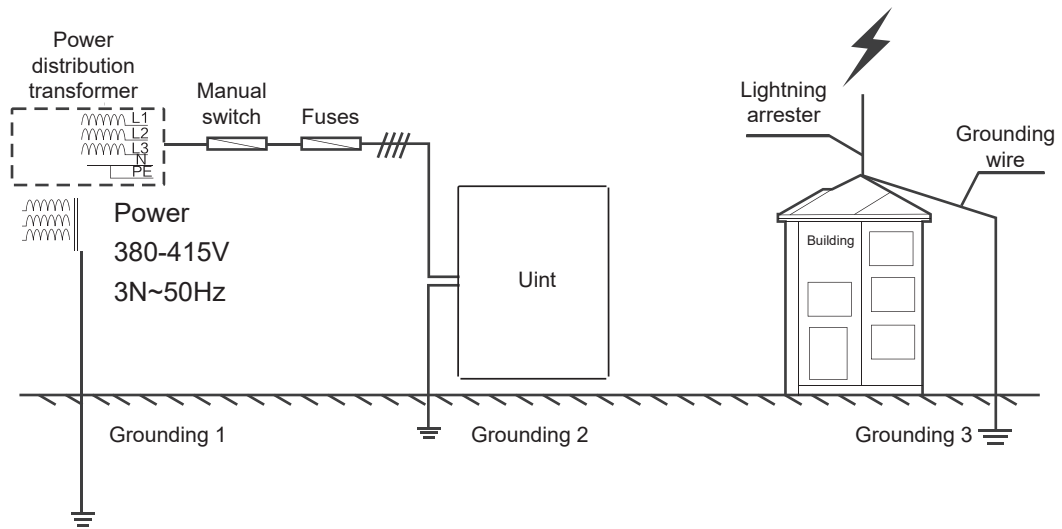 Power
distribution
transformer
L1
L2
L3
N
PE
Manual
switch
Fuses
Power
380-415V
3N~50Hz
Uint
Lightning
arrester
Grounding
wire
Building
Grounding 1
Grounding 2
Grounding 3